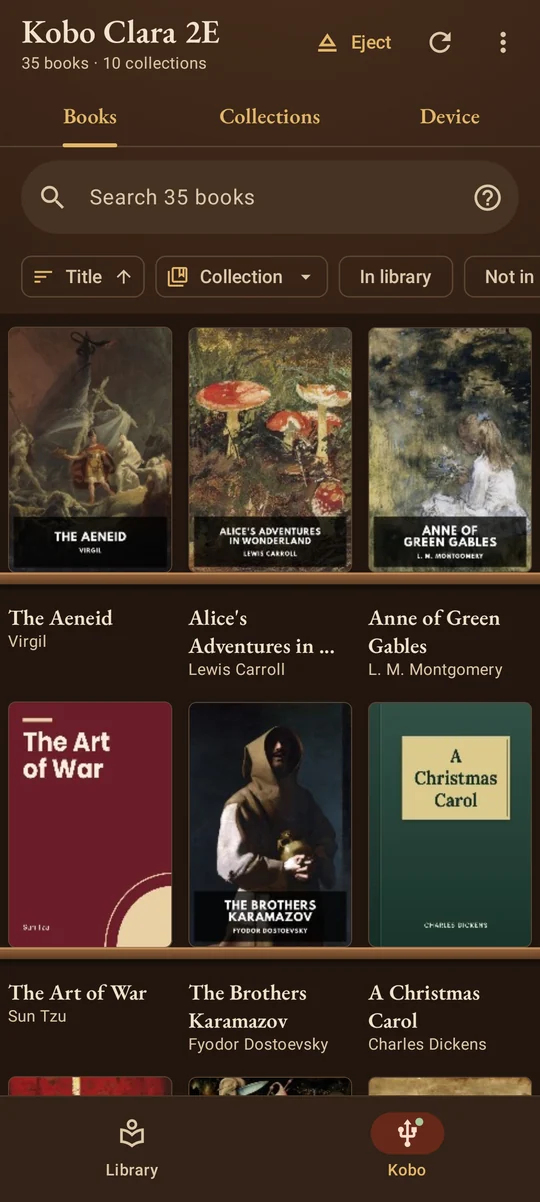 Kobo Clara 2E
35 books · 10 collections
Eject
Books
Collections
Device
Search 35 books
Title
Collection
In library
Not in
THE AENEID
VIRGIL
ALICE'S ADVENTURES
IN WONDERLAND
LEWIS CARROLL
ANNE OF
GREEN GABLES
L. M. MONTGOMERY
The Aeneid
Virgil
Alice's
Adventures in ...
Lewis Carroll
Anne of Green
Gables
L. M. Montgomery
The Art
of War
Sun Tzu
THE BROTHERS
KARAMAZOV
FYODOR DOSTOEVSKY
A
Christmas
Carol
CHARLES DICKENS
The Art of War
Sun Tzu
The Brothers
Karamazov
Fyodor Dostoevsky
A Christmas
Carol
Charles Dickens
Library
Kobo